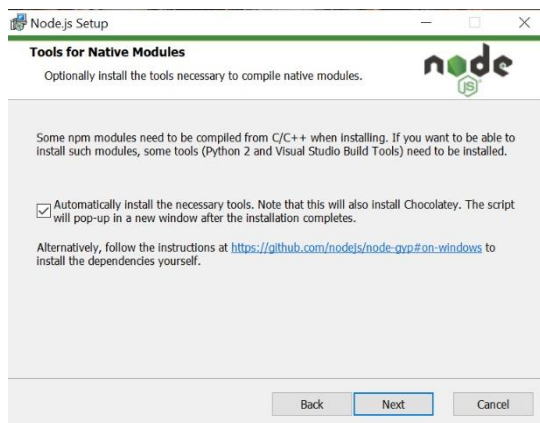 Node.js Setup
Tools for Native Modules
Optionally install the tools necessary to compile native modules.
node
JS
Some npm modules need to be compiled from C/C++ when installing. If you want to be able to
install such modules, some tools (Python 2 and Visual Studio Build Tools) need to be installed.
Automatically install the necessary tools. Note that this will also install Chocolatey. The script
will pop-up in a new window after the installation completes.
Alternatively, follow the instructions at https://github.com/nodejs/node-gyp#on-windows to
install the dependencies yourself.
Back Next Cancel